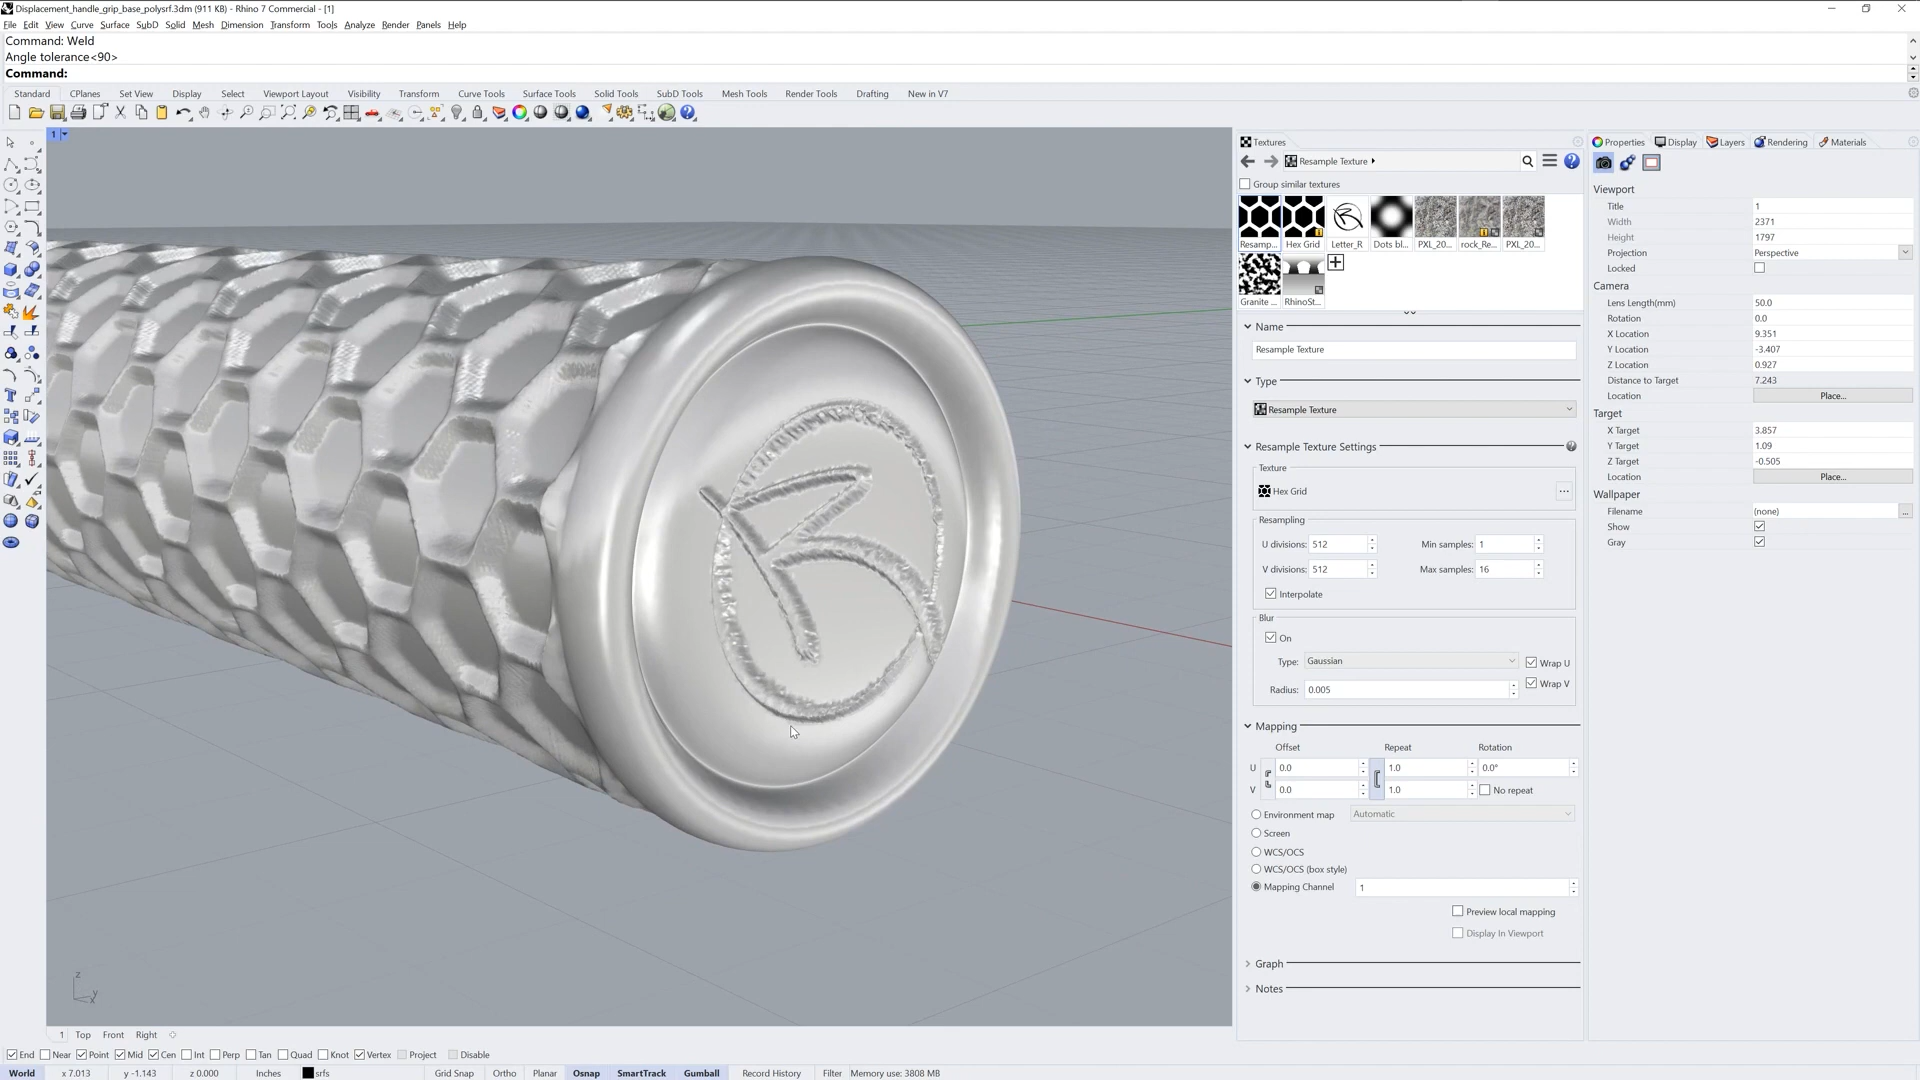 Displacement_handle_grip_base_polysrf.3dm (911 KB) - Rhino 7 Commercial - [1]
File Edit View Curve Surface SubD Solid Mesh Dimension Transform Tools Analyze Render Panels Help
Command: Weld
Angle tolerance<90>
Command:
Standard CPlanes Set View Display Select Viewport Layout Visibility Transform Curve Tools Surface Tools Solid Tools SubD Tools Mesh Tools Render Tools Drafting New in V7
1
Textures
Resample Texture
Group similar textures
Resamp... Hex Grid Letter_R Dots bl... PXL_20... rock_Re... PXL_20...
Granite ... RhinoSt...
Name
Resample Texture
Type
Resample Texture
Resample Texture Settings
Texture
Hex Grid ...
Resampling
U divisions: 512 Min samples: 1
V divisions: 512 Max samples: 16
Interpolate
Blur
On
Type: Gaussian Wrap U
Radius: 0.005 Wrap V
Mapping
Offset Repeat Rotation
U 0.0 1.0 0.0°
V 0.0 1.0 No repeat
Environment map Automatic
Screen
WCS/OCS
WCS/OCS (box style)
Mapping Channel 1
Preview local mapping
Display In Viewport
Graph
Notes
Properties Display Layers Rendering Materials
Viewport
Title 1
Width 2371
Height 1797
Projection Perspective
Locked
Camera
Lens Length(mm) 50.0
Rotation 0.0
X Location 9.351
Y Location -3.407
Z Location 0.927
Distance to Target 7.243
Location Place...
Target
X Target 3.857
Y Target 1.09
Z Target -0.505
Location Place...
Wallpaper
Filename (none) ...
Show
Gray
R
z
y
x
1 Top Front Right
End Near Point Mid Cen Int Perp Tan Quad Knot Vertex Project Disable
World x 7.013 y -1.143 z 0.000 Inches srfs Grid Snap Ortho Planar Osnap SmartTrack Gumball Record History Filter Memory use: 3808 MB